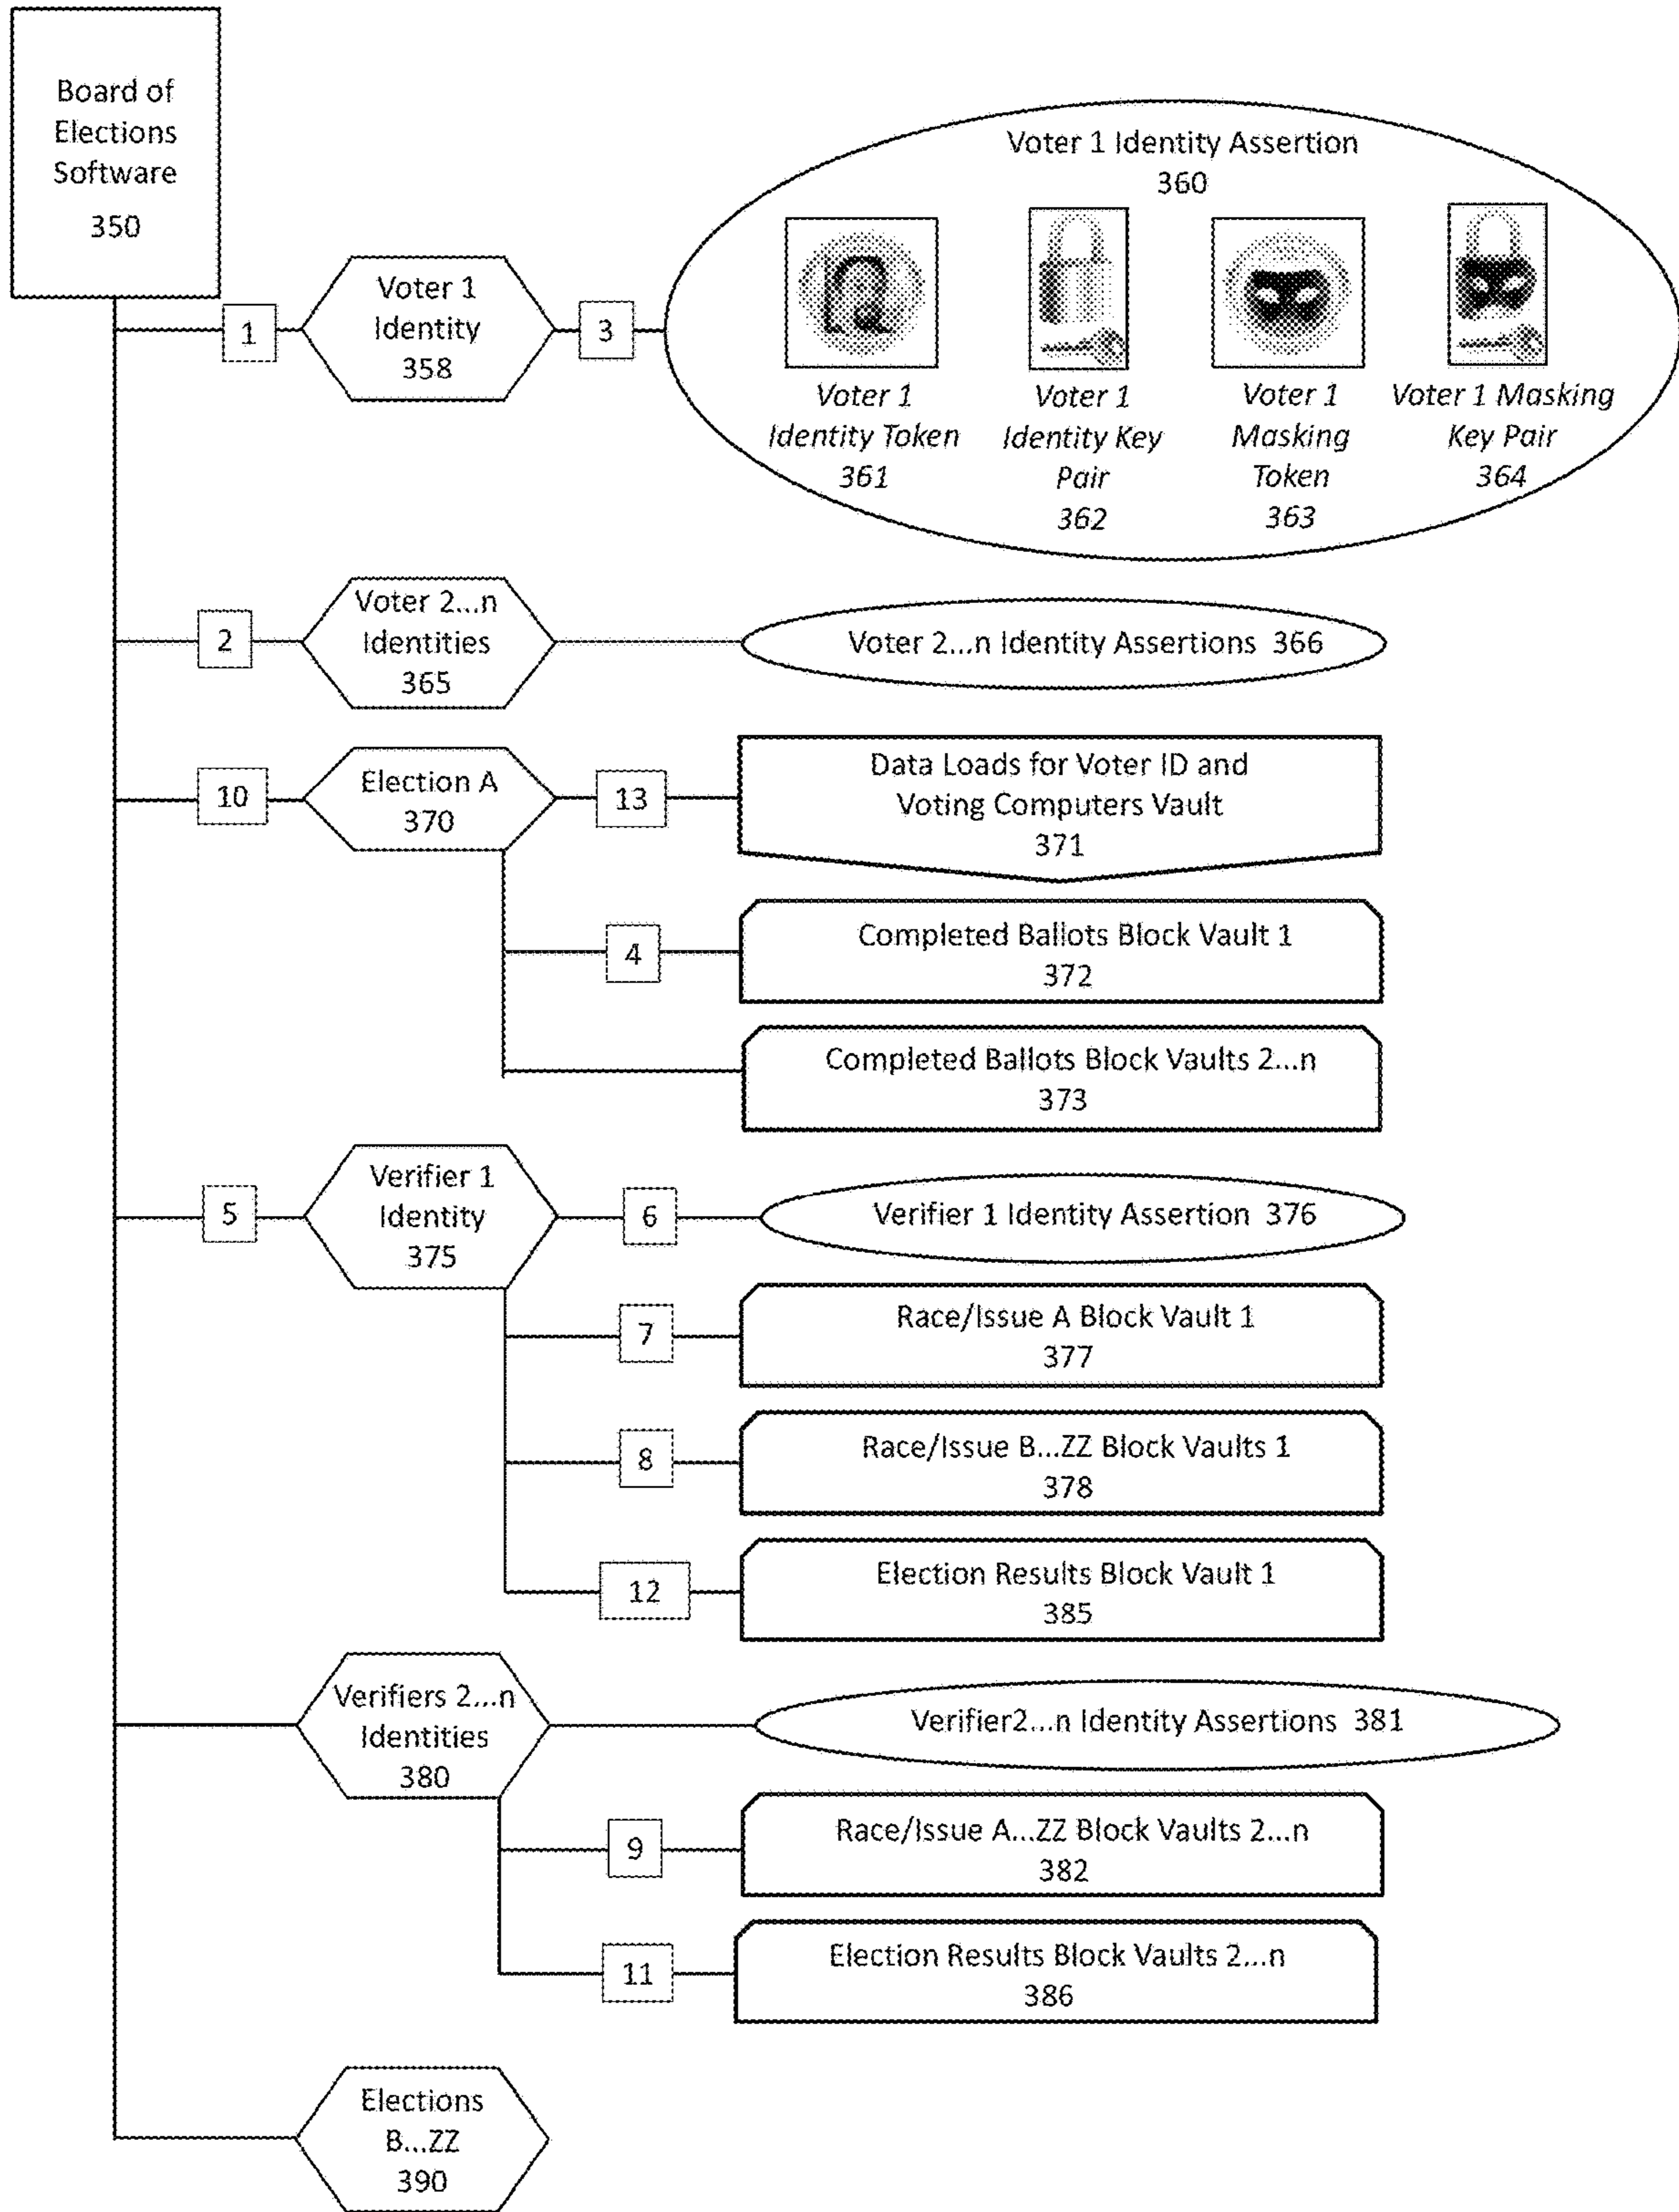 Board of
Elections
Software
350
Voter 1 Identity Assertion
360
1
Voter 1
Identity
358
3
Voter 1
Identity Token
361
Voter 1
Identity Key
Pair
362
Voter 1
Masking
Token
363
Voter 1 Masking
Key Pair
364
2
Voter 2...n
Identities
365
Voter 2...n Identity Assertions 366
10
Election A
370
13
Data Loads for Voter ID and
Voting Computers Vault
371
4
Completed Ballots Block Vault 1
372
Completed Ballots Block Vaults 2...n
373
5
Verifier 1
Identity
375
6
Verifier 1 Identity Assertion 376
7
Race/Issue A Block Vault 1
377
8
Race/Issue B...ZZ Block Vaults 1
378
12
Election Results Block Vault 1
385
Verifiers 2...n
Identities
380
Verifier2...n Identity Assertions 381
9
Race/Issue A...ZZ Block Vaults 2...n
382
11
Election Results Block Vaults 2...n
386
Elections
B...ZZ
390